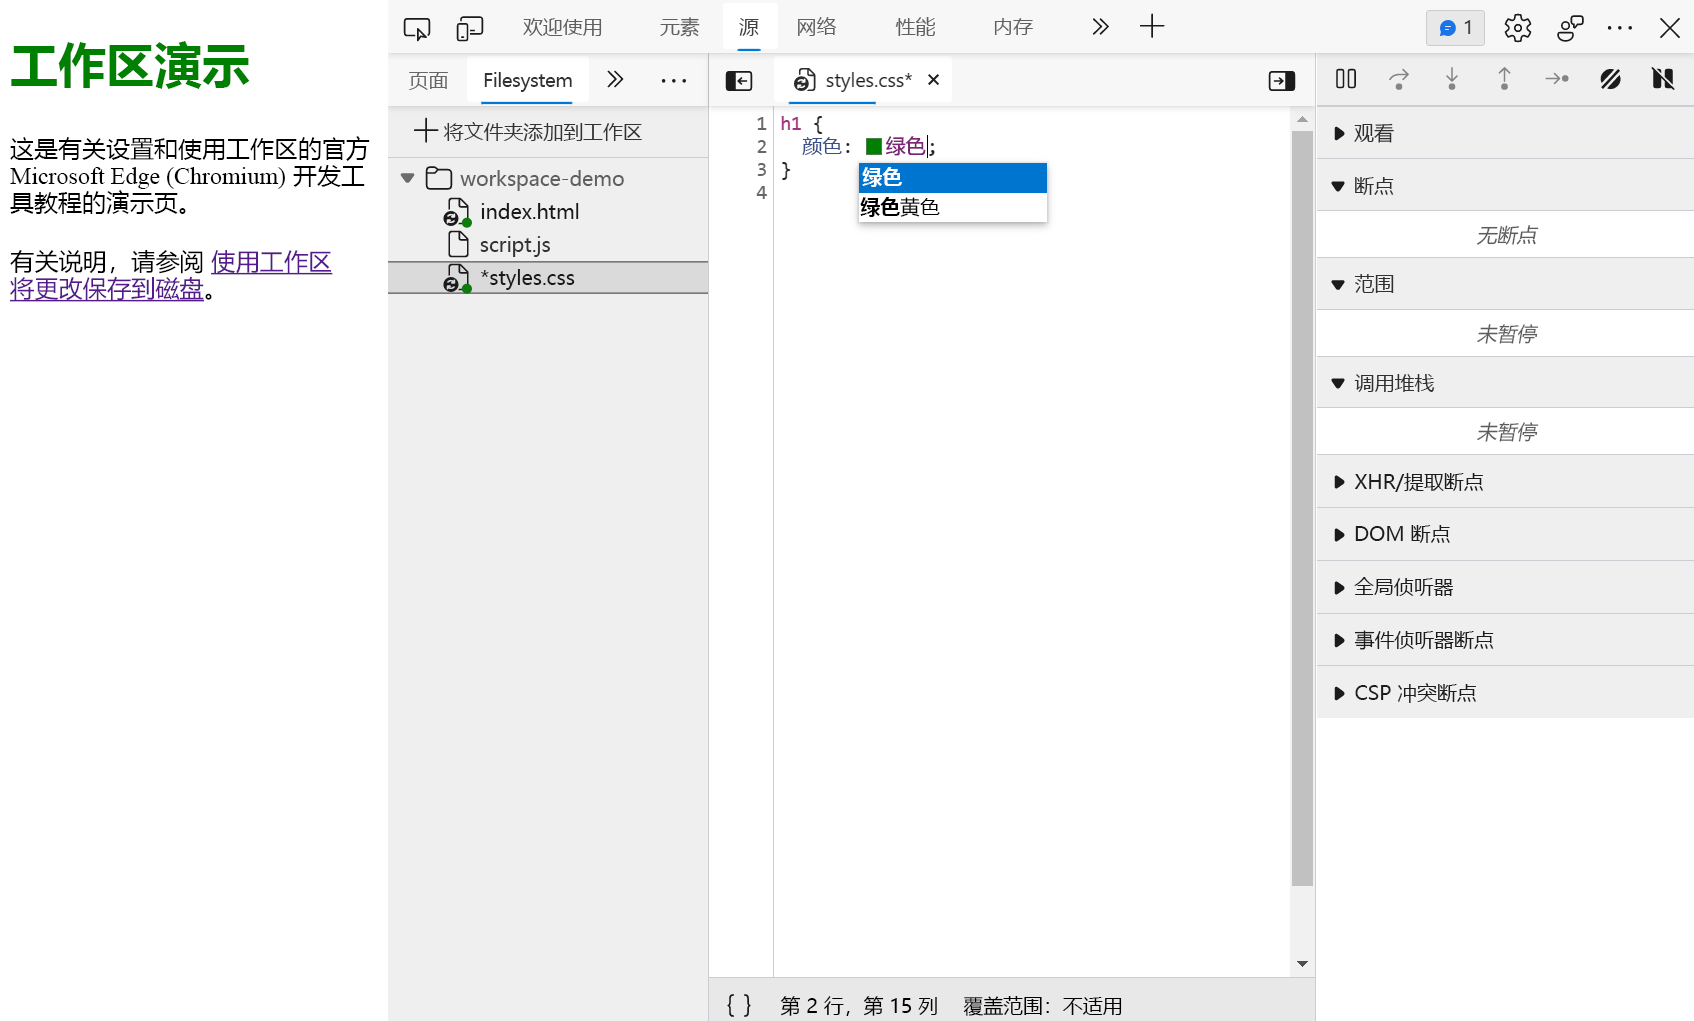 工作区演示
这是有关设置和使用工作区的官方
Microsoft Edge (Chromium) 开发工
具教程的演示页。
有关说明，请参阅 使用工作区
将更改保存到磁盘。
欢迎使用 元素 源 网络 性能 内存 1
页面 Filesystem
将文件夹添加到工作区
workspace-demo
index.html
script.js
*styles.css
styles.css*
1 h1 {
2 颜色: 绿色;
3 }
4
绿色
绿色黄色
{ } 第 2 行，第 15 列 覆盖范围：不适用
观看
断点
无断点
范围
未暂停
调用堆栈
未暂停
XHR/提取断点
DOM 断点
全局侦听器
事件侦听器断点
CSP 冲突断点